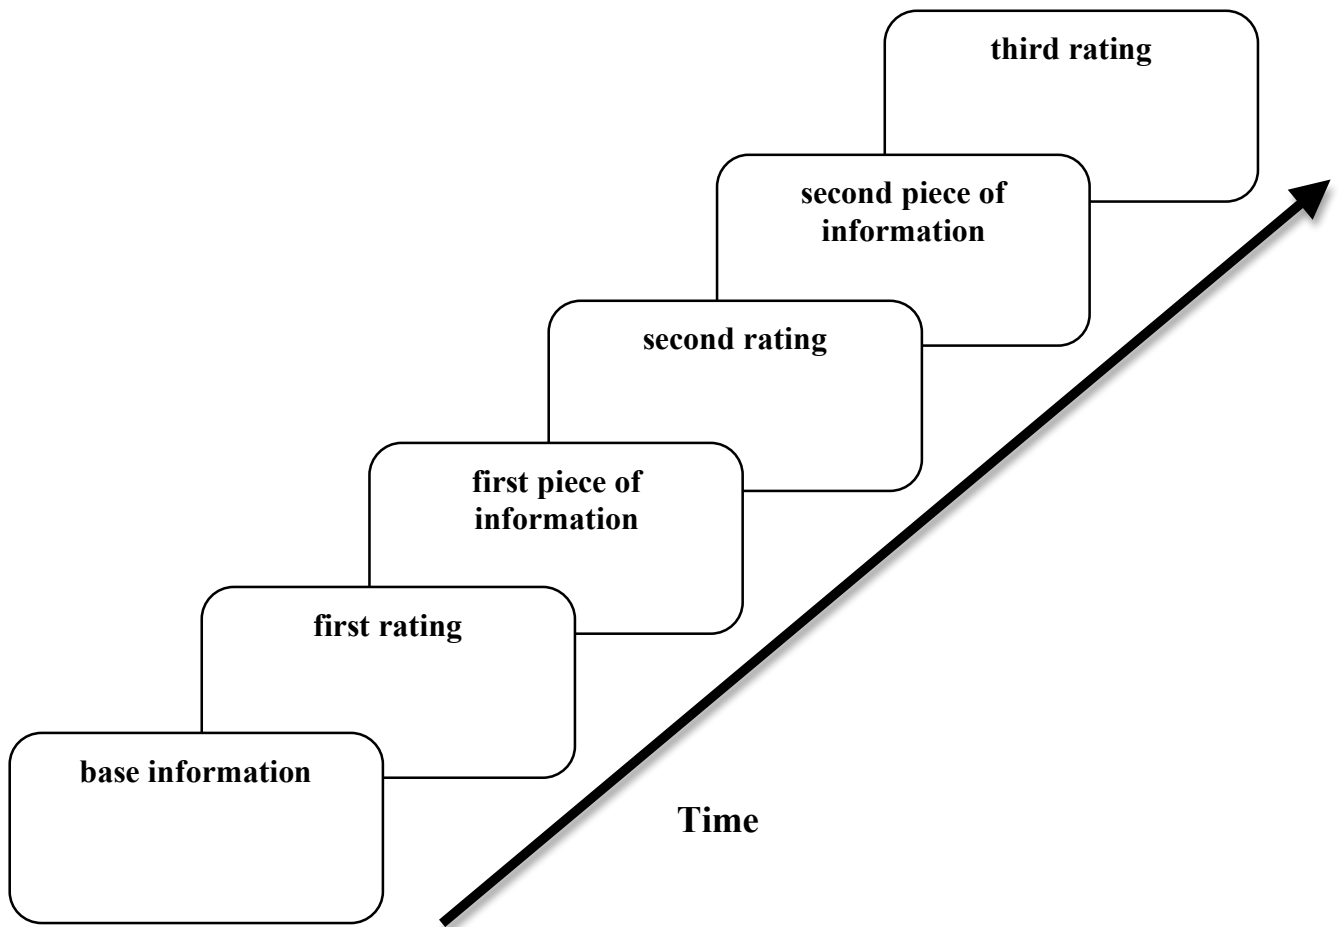 third rating
second piece of
information
second rating
first piece of
information
first rating
base information
Time